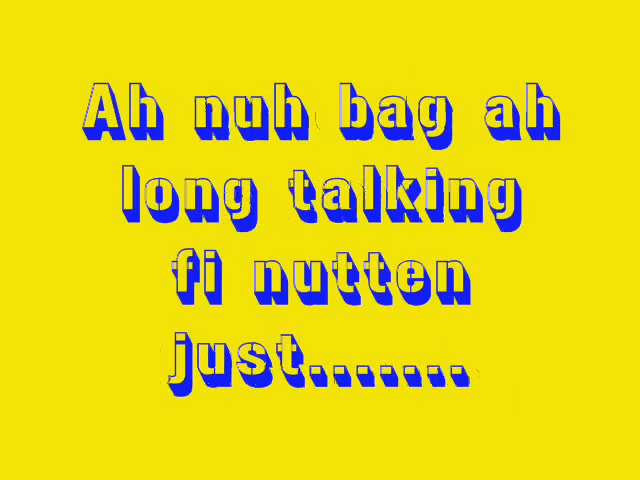 Ah nuh bag ah
long talking
fi nutten
just.......